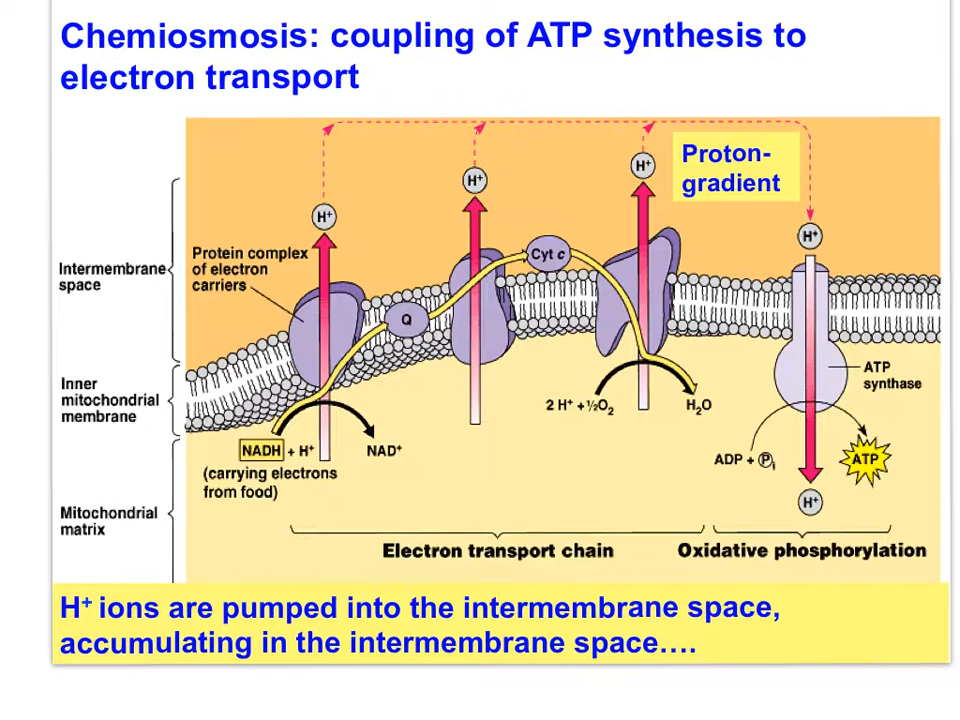 Chemiosmosis: coupling of ATP synthesis to
electron transport
Proton-
gradient
H⁺
H⁺
H⁺
H⁺
Protein complex
of electron
carriers
Intermembrane
space
Cyt c
Q
Inner
mitochondrial
membrane
ATP
synthase
2 H⁺ + ½O₂
H₂O
NADH + H⁺
NAD⁺
(carrying electrons
from food)
ADP + Pᵢ
ATP
H⁺
Mitochondrial
matrix
Electron transport chain
Oxidative phosphorylation
H⁺ ions are pumped into the intermembrane space,
accumulating in the intermembrane space….